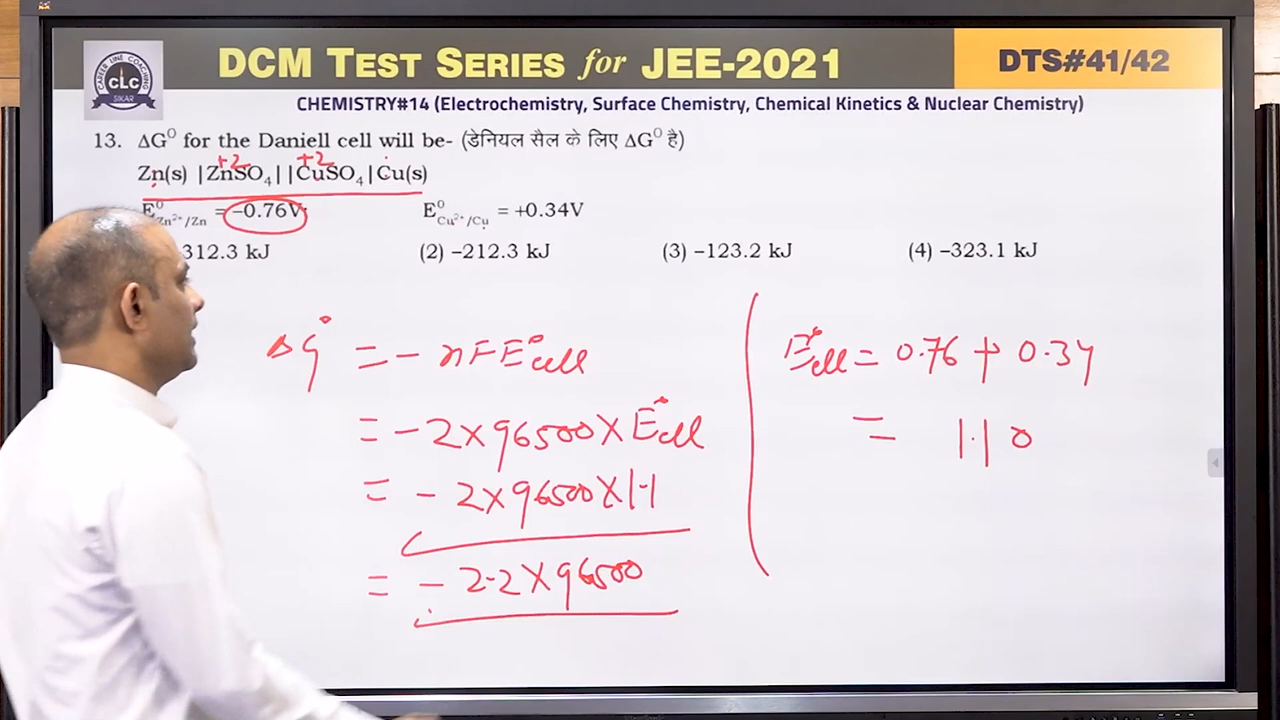 CAREER LINE COACHING
CLC
SIKAR
DCM TEST SERIES for JEE-2021
DTS#41/42
CHEMISTRY#14 (Electrochemistry, Surface Chemistry, Chemical Kinetics & Nuclear Chemistry)
13. ΔG⁰ for the Daniell cell will be- (डेनियल सैल के लिए ΔG⁰ है)
+2 +2
Zn(s) |ZnSO₄||CuSO₄|Cu(s)
E⁰Zn²⁺/Zn = –0.76V E⁰Cu²⁺/Cu = +0.34V
312.3 kJ (2) –212.3 kJ (3) –123.2 kJ (4) –323.1 kJ
ΔG° = – nFE°cell
= – 2×96500×E°cell
= – 2×96500×1.1
= – 2.2×96500
E°cell = 0.76 + 0.34
= 1.10